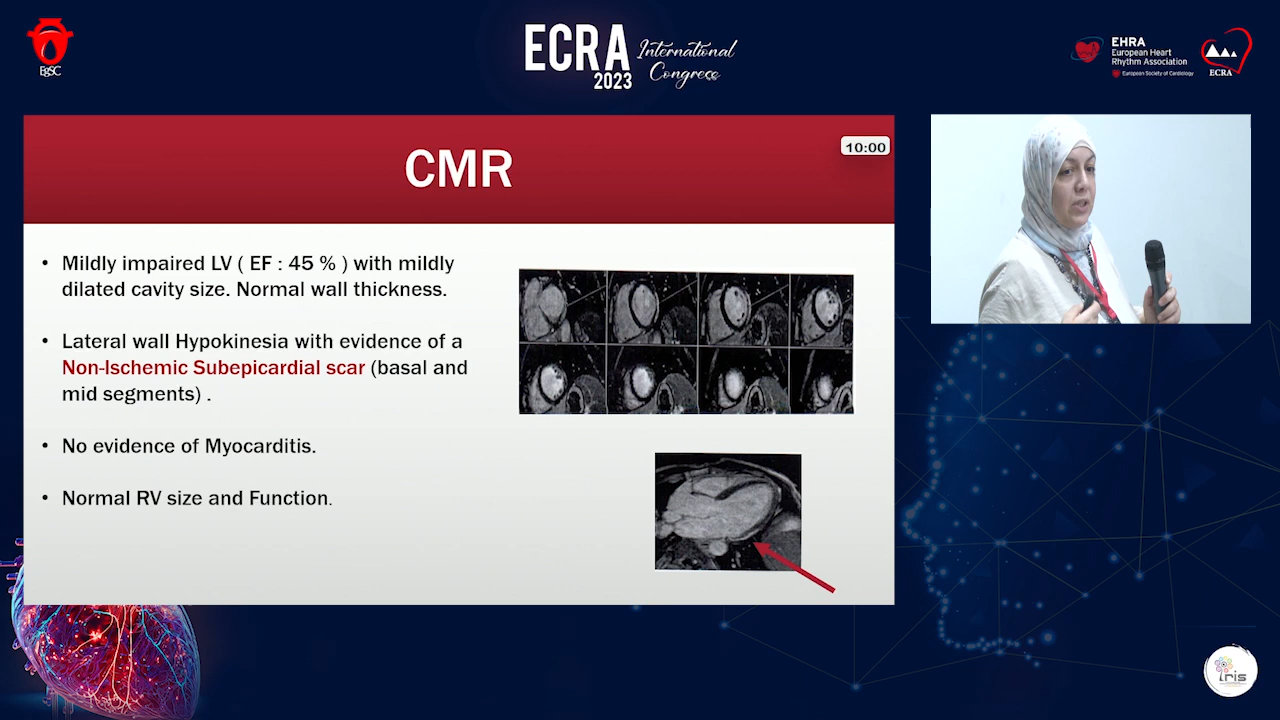 EgSC
ECRA
2023
International
Congress
EHRA
European Heart
Rhythm Association
European Society of Cardiology
ECRA
CMR
10:00
• Mildly impaired LV ( EF : 45 % ) with mildly
dilated cavity size. Normal wall thickness.
• Lateral wall Hypokinesia with evidence of a
Non-Ischemic Subepicardial scar (basal and
mid segments) .
• No evidence of Myocarditis.
• Normal RV size and Function.
iris